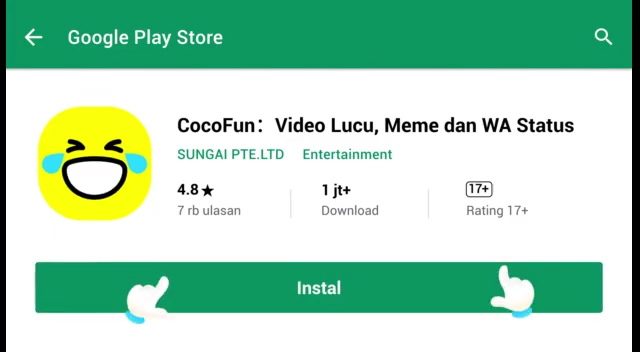 Google Play Store
CocoFun：Video Lucu, Meme dan WA Status
SUNGAI PTE.LTD Entertainment
4.8★ 1 jt+ 17+
7 rb ulasan Download Rating 17+
Instal